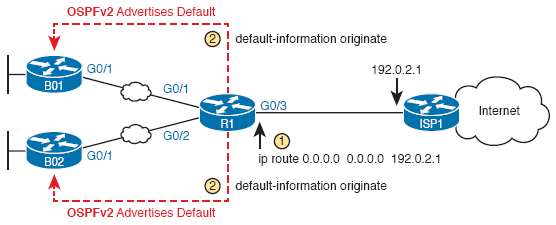 OSPFv2 Advertises Default
2 default-information originate
G0/1
B01
G0/1
192.0.2.1
G0/3
R1
ISP1
Internet
G0/2
B02
G0/1
1
ip route 0.0.0.0 0.0.0.0 192.0.2.1
2 default-information originate
OSPFv2 Advertises Default